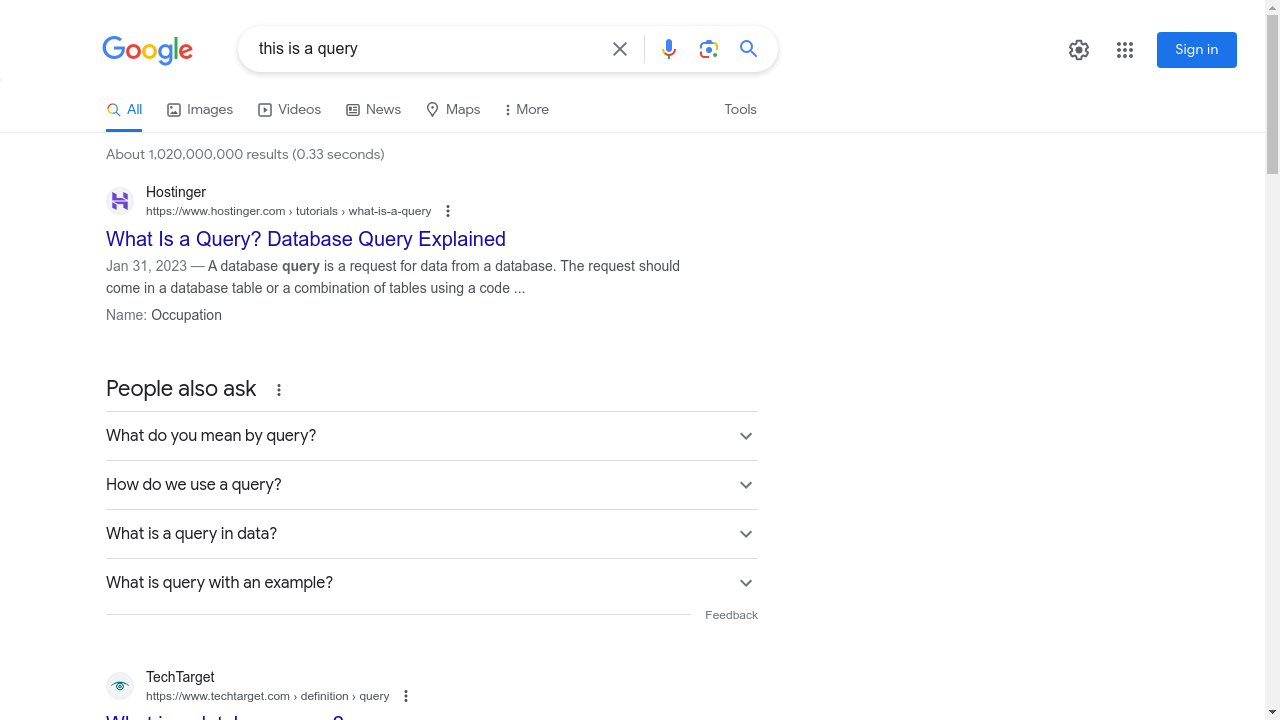 Google
this is a query
Sign in
All
Images
Videos
News
Maps
More
Tools
About 1,020,000,000 results (0.33 seconds)
Hostinger
https://www.hostinger.com › tutorials › what-is-a-query
What Is a Query? Database Query Explained
Jan 31, 2023 — A database query is a request for data from a database. The request should
come in a database table or a combination of tables using a code ...
Name: Occupation
People also ask
What do you mean by query?
How do we use a query?
What is a query in data?
What is query with an example?
Feedback
TechTarget
https://www.techtarget.com › definition › query